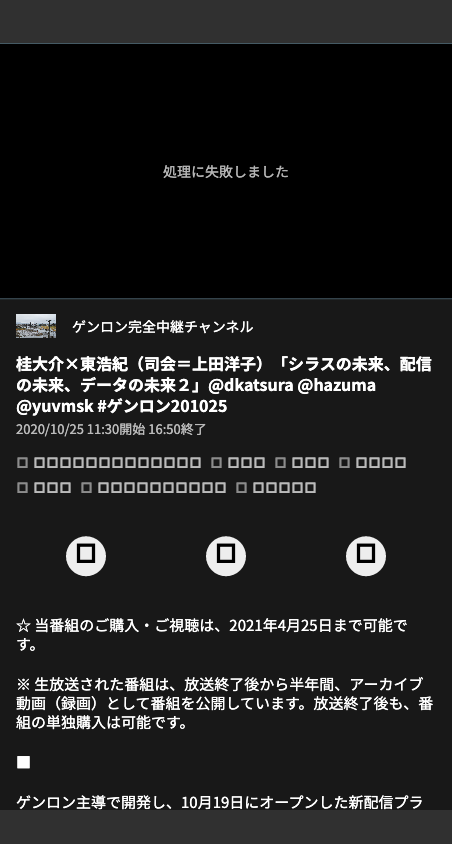 処理に失敗しました
ゲンロン完全中継チャンネル
桂大介×東浩紀（司会＝上田洋子）「シラスの未来、配信
の未来、データの未来２」@dkatsura @hazuma
@yuvmsk #ゲンロン201025
2020/10/25 11:30開始 16:50終了
☆ 当番組のご購入・ご視聴は、2021年4月25日まで可能で
す。
※ 生放送された番組は、放送終了後から半年間、アーカイブ
動画（録画）として番組を公開しています。放送終了後も、番
組の単独購入は可能です。
■
ゲンロン主導で開発し、10月19日にオープンした新配信プラ